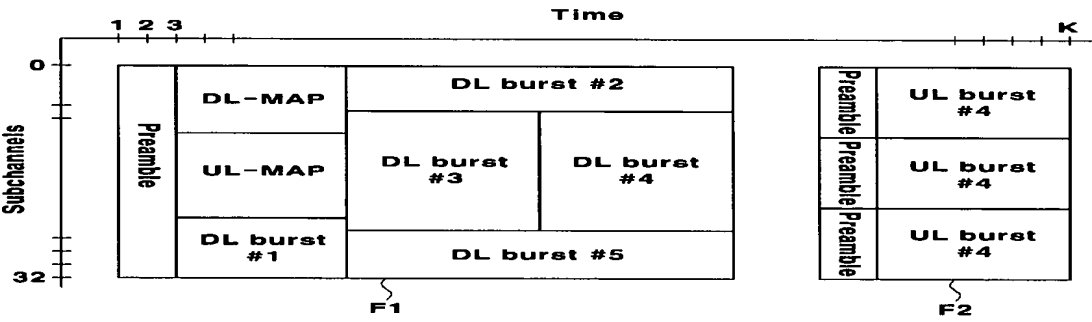 Time
1 2 3 K
Subchannels
0
32
Preamble
DL-MAP
UL-MAP
DL burst
#1
DL burst #2
DL burst
#3
DL burst
#4
DL burst #5
F1
Preamble
UL burst
#4
Preamble
UL burst
#4
Preamble
UL burst
#4
F2